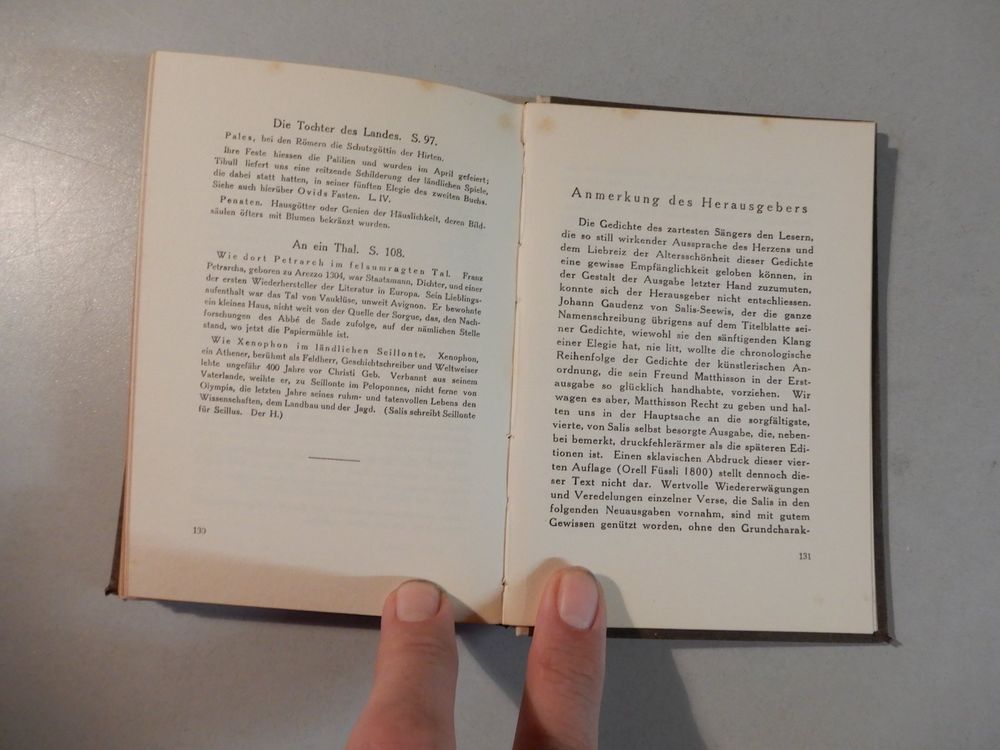 Die Tochter des Landes. S. 97.
Pales, bei den Römern die Schutzgöttin der Hirten.
Ihre Feste hiessen die Palilien und wurden im April gefeiert;
Tibull liefert uns eine reitzende Schilderung der ländlichen Spiele,
die dabei statt hatten, in seiner fünften Elegie des zweiten Buchs.
Siehe auch hierüber Ovids Fasten. L. IV.
Penaten. Hausgötter oder Genien der Häuslichkeit, deren Bild-
säulen öfters mit Blumen bekränzt wurden.
An ein Thal. S. 108.
Wie dort Petrarch im felsumragten Tal. Franz
Petrarcha, geboren zu Arezzo 1304, war Staatsmann, Dichter, und einer
der ersten Wiederhersteller der Literatur in Europa. Sein Lieblings-
aufenthalt war das Tal von Vauklüse, unweit Avignon. Er bewohnte
ein kleines Haus, nicht weit von der Quelle der Sorgue, das, den Nach-
forschungen des Abbé de Sade zufolge, auf der nämlichen Stelle
stand, wo jetzt die Papiermühle ist.
Wie Xenophon im ländlichen Seillonte. Xenophon,
ein Athener, berühmt als Feldherr, Geschichtschreiber und Weltweiser
lebte ungefähr 400 Jahre vor Christi Geb. Verbannt aus seinem
Vaterlande, weihte er, zu Seillonte im Peloponnes, nicht ferne von
Olympia, die letzten Jahre seines ruhm- und tatenvollen Lebens den
Wissenschaften, dem Landbau und der Jagd. (Salis schreibt Seillonte
für Seillus. Der H.)
130
Anmerkung des Herausgebers
Die Gedichte des zartesten Sängers den Lesern,
die so still wirkender Aussprache des Herzens und
dem Liebreiz der Altersschönheit dieser Gedichte
eine gewisse Empfänglichkeit geloben können, in
der Gestalt der Ausgabe letzter Hand zuzumuten,
konnte sich der Herausgeber nicht entschliessen.
Johann Gaudenz von Salis-Seewis, der die ganze
Namenschreibung übrigens auf dem Titelblatte sei-
ner Gedichte, wiewohl sie den sänftigenden Klang
einer Elegie hat, nie litt, wollte die chronologische
Reihenfolge der Gedichte der künstlerischen An-
ordnung, die sein Freund Matthisson in der Erst-
ausgabe so glücklich handhabte, vorziehen. Wir
wagen es aber, Matthisson Recht zu geben und hal-
ten uns in der Hauptsache an die sorgfältigste,
vierte, von Salis selbst besorgte Ausgabe, die, neben-
bei bemerkt, druckfehlerärmer als die späteren Edi-
tionen ist. Einen sklavischen Abdruck dieser vier-
ten Auflage (Orell Füssli 1800) stellt dennoch die-
ser Text nicht dar. Wertvolle Wiedererwägungen
und Veredelungen einzelner Verse, die Salis in den
folgenden Neuausgaben vornahm, sind mit gutem
Gewissen genützt worden, ohne den Grundcharak-
131